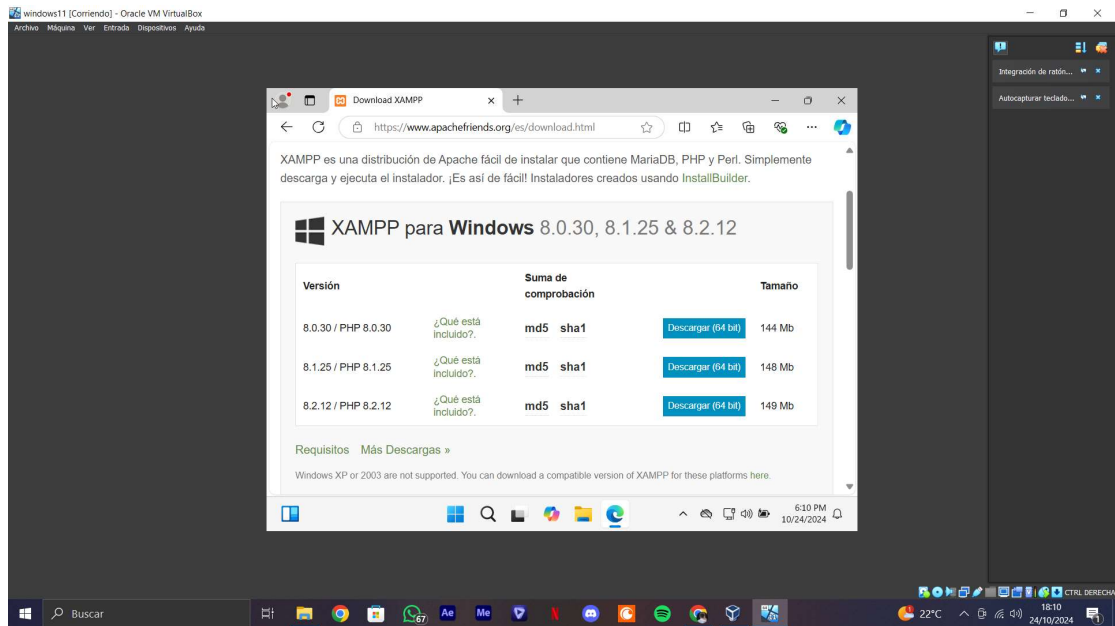 windows11 [Corriendo] - Oracle VM VirtualBox
Archivo Máquina Ver Entrada Dispositivos Ayuda
Integración de ratón...
Autocapturar teclado...
Download XAMPP
https://www.apachefriends.org/es/download.html
XAMPP es una distribución de Apache fácil de instalar que contiene MariaDB, PHP y Perl. Simplemente
descarga y ejecuta el instalador. ¡Es así de fácil! Instaladores creados usando InstallBuilder.
XAMPP para Windows 8.0.30, 8.1.25 & 8.2.12
Versión Suma de comprobación Tamaño
8.0.30 / PHP 8.0.30 ¿Qué está incluido?. md5 sha1 Descargar (64 bit) 144 Mb
8.1.25 / PHP 8.1.25 ¿Qué está incluido?. md5 sha1 Descargar (64 bit) 148 Mb
8.2.12 / PHP 8.2.12 ¿Qué está incluido?. md5 sha1 Descargar (64 bit) 149 Mb
Requisitos Más Descargas »
Windows XP or 2003 are not supported. You can download a compatible version of XAMPP for these platforms here.
6:10 PM
10/24/2024
CTRL DERECHA
Buscar
67
Ae Me
22°C
18:10
24/10/2024